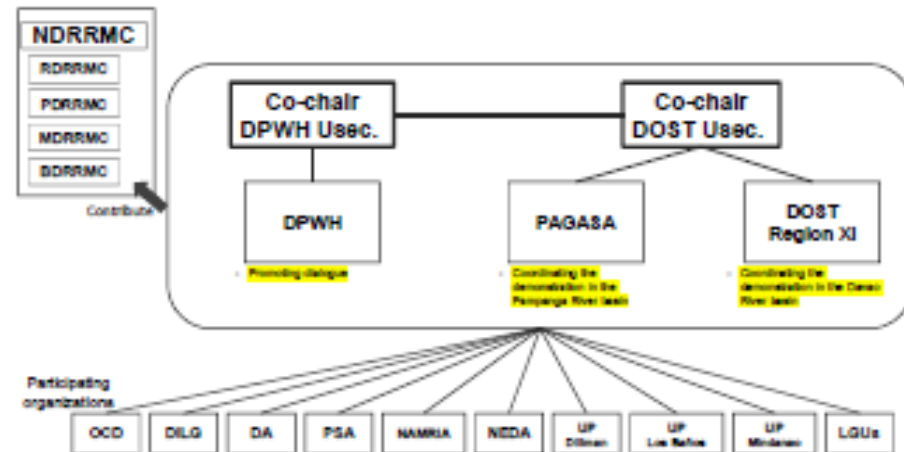 NDRRMC
RDRRMC
PDRRMC
MDRRMC
BDRRMC
Contribute
Co-chair
DPWH Usec.
Co-chair
DOST Usec.
DPWH
PAGASA
DOST
Region XI
- Promoting dialogue
- Coordinating the
demonstration in the
Pampanga River basin
- Coordinating the
demonstration in the Davao
River basin
Participating
organizations
OCD
DILG
DA
PSA
NAMRIA
NEDA
UP
Diliman
UP
Los Baños
UP
Mindanao
LGUs